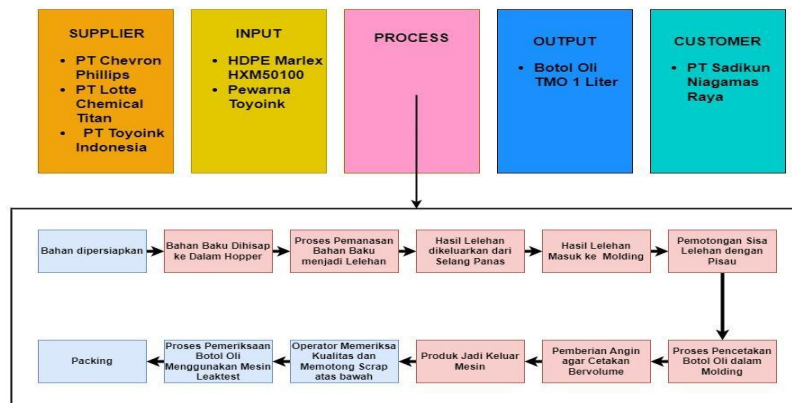 SUPPLIER
• PT Chevron
Phillips
• PT Lotte
Chemical
Titan
• PT Toyoink
Indonesia
INPUT
• HDPE Marlex
HXM50100
• Pewarna
Toyoink
PROCESS
OUTPUT
• Botol Oli
TMO 1 Liter
CUSTOMER
• PT Sadikun
Niagamas
Raya
Bahan dipersiapkan
Bahan Baku Dihisap
ke Dalam Hopper
Proses Pemanasan
Bahan Baku
menjadi Lelehan
Hasil Lelehan
dikeluarkan dari
Selang Panas
Hasil Lelehan
Masuk ke Molding
Pemotongan Sisa
Lelehan dengan
Pisau
Proses Pencetakan
Botol Oli dalam
Molding
Pemberian Angin
agar Cetakan
Bervolume
Produk Jadi Keluar
Mesin
Operator Memeriksa
Kualitas dan
Memotong Scrap
atas bawah
Proses Pemeriksaan
Botol Oli
Menggunakan Mesin
Leaktest
Packing